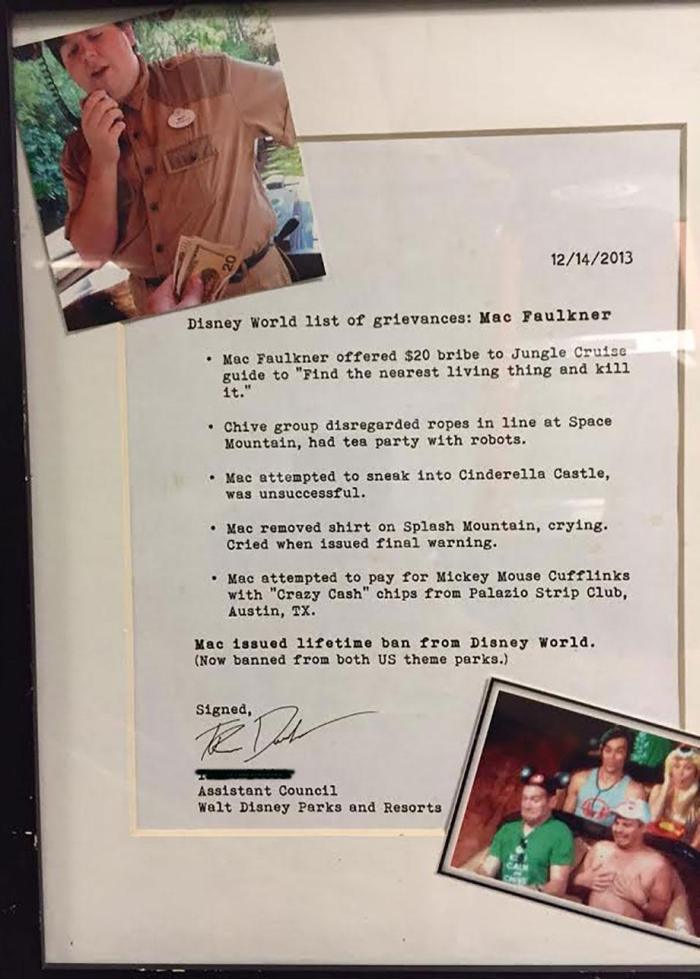 20
12/14/2013
Disney World list of grievances: Mac Faulkner
• Mac Faulkner offered $20 bribe to Jungle Cruise
guide to "Find the nearest living thing and kill
it."
• Chive group disregarded ropes in line at Space
Mountain, had tea party with robots.
• Mac attempted to sneak into Cinderella Castle,
was unsuccessful.
• Mac removed shirt on Splash Mountain, crying.
Cried when issued final warning.
• Mac attempted to pay for Mickey Mouse Cufflinks
with "Crazy Cash" chips from Palazio Strip Club,
Austin, TX.
Mac issued lifetime ban from Disney World.
(Now banned from both US theme parks.)
Signed,
Assistant Council
Walt Disney Parks and Resorts
KEEP
CALM
CHIVE